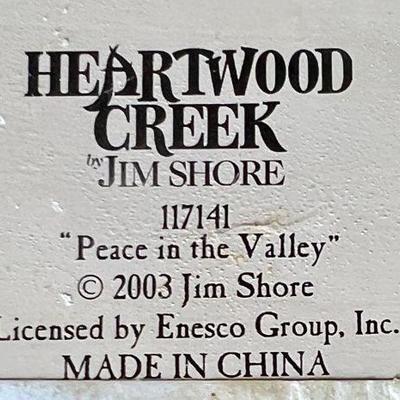 HEARTWOOD
CREEK
by JIM SHORE
117141
"Peace in the Valley"
© 2003 Jim Shore
Licensed by Enesco Group, Inc.
MADE IN CHINA